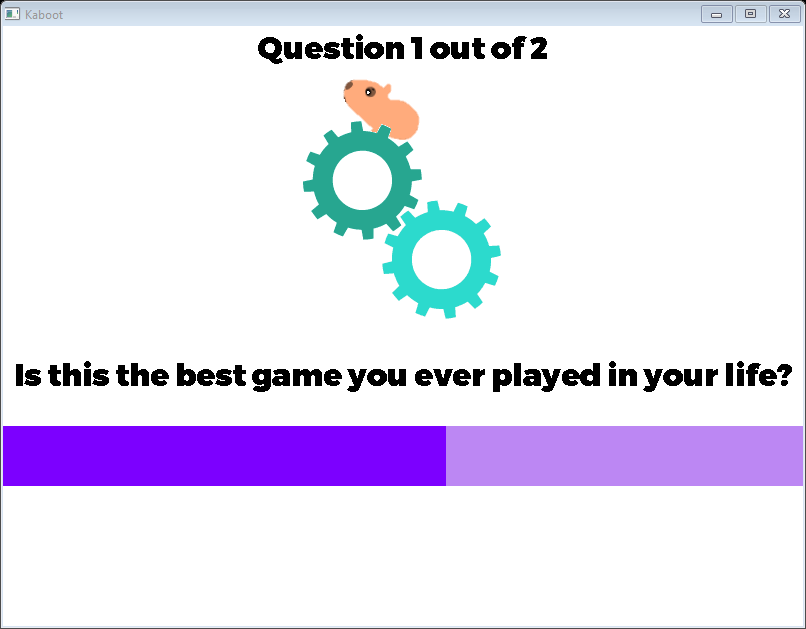 Kaboot
Question 1 out of 2
Is this the best game you ever played in your life?